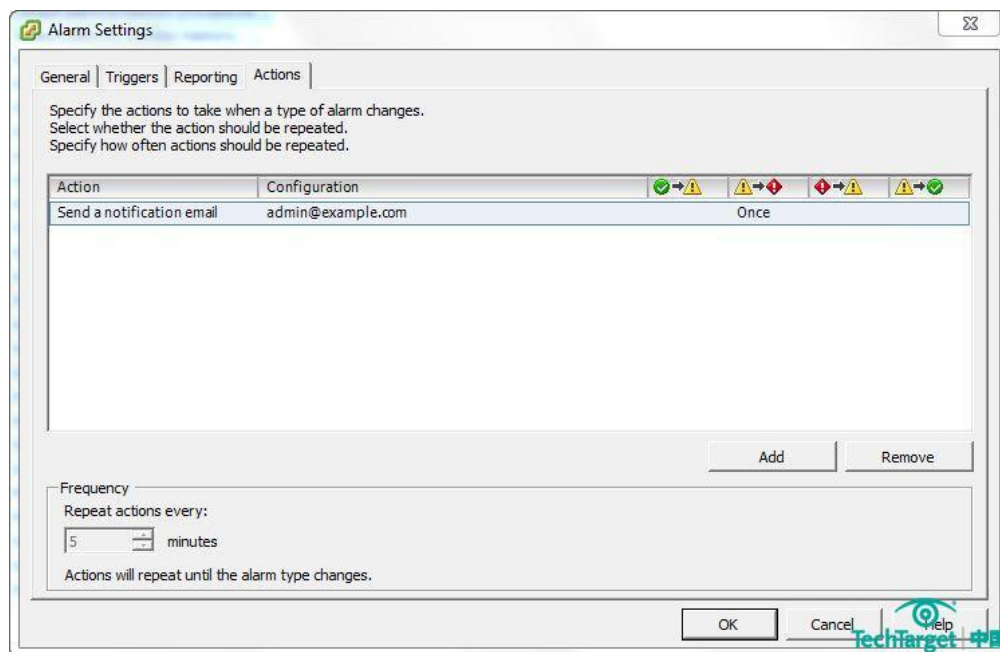 Alarm Settings
General Triggers Reporting Actions
Specify the actions to take when a type of alarm changes.
Select whether the action should be repeated.
Specify how often actions should be repeated.
Action Configuration
Send a notification email admin@example.com Once
Add Remove
Frequency
Repeat actions every:
5 minutes
Actions will repeat until the alarm type changes.
OK Cancel Help
TechTarget 中国